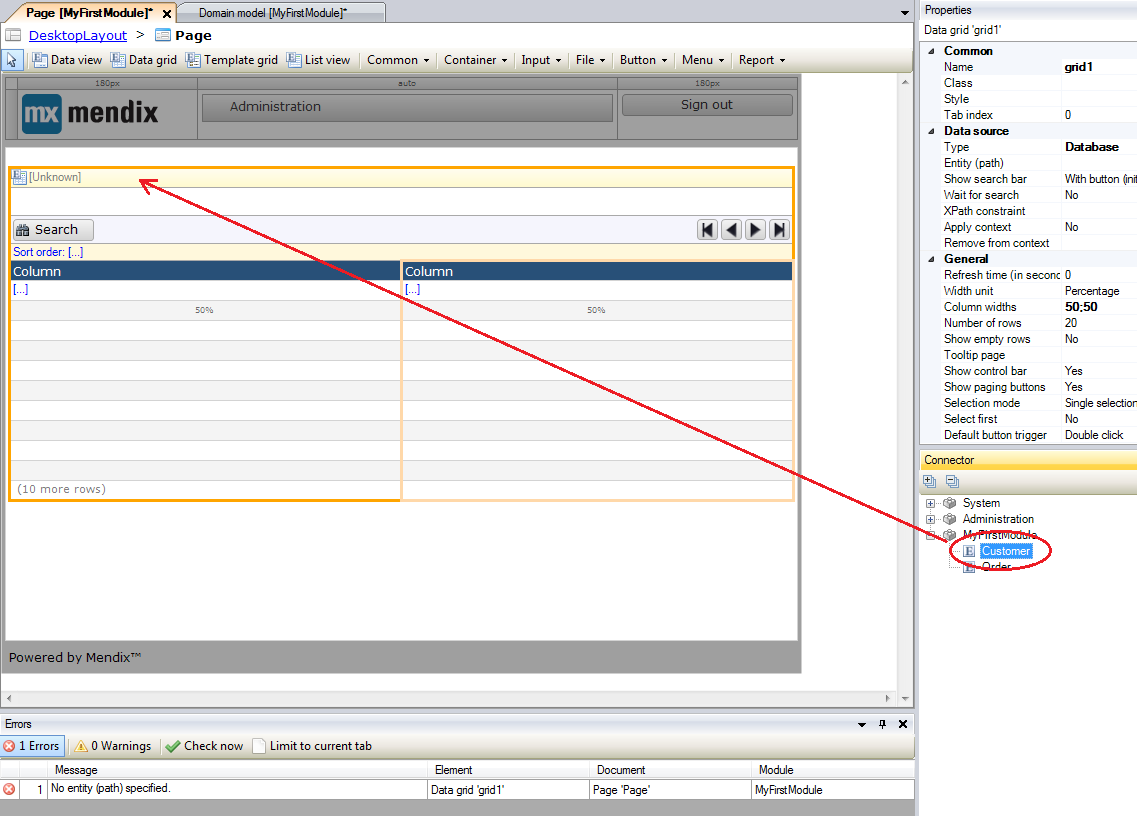 Page [MyFirstModule]* Domain model [MyFirstModule]*
DesktopLayout > Page
Data view Data grid Template grid List view Common Container Input File Button Menu Report
180px auto 180px
mx mendix Administration Sign out
[Unknown]
Search
Sort order: [...]
Column Column
[...] [...]
50% 50%
(10 more rows)
Powered by Mendix™
Errors
1 Errors 0 Warnings Check now Limit to current tab
Message Element Document Module
1 No entity (path) specified. Data grid 'grid1' Page 'Page' MyFirstModule
Properties
Data grid 'grid1'
Common
Name grid1
Class
Style
Tab index 0
Data source
Type Database
Entity (path)
Show search bar With button (init
Wait for search No
XPath constraint
Apply context No
Remove from context
General
Refresh time (in second 0
Width unit Percentage
Column widths 50;50
Number of rows 20
Show empty rows No
Tooltip page
Show control bar Yes
Show paging buttons Yes
Selection mode Single selection
Select first No
Default button trigger Double click
Connector
System
Administration
MyFirstModule
E Customer
E Order